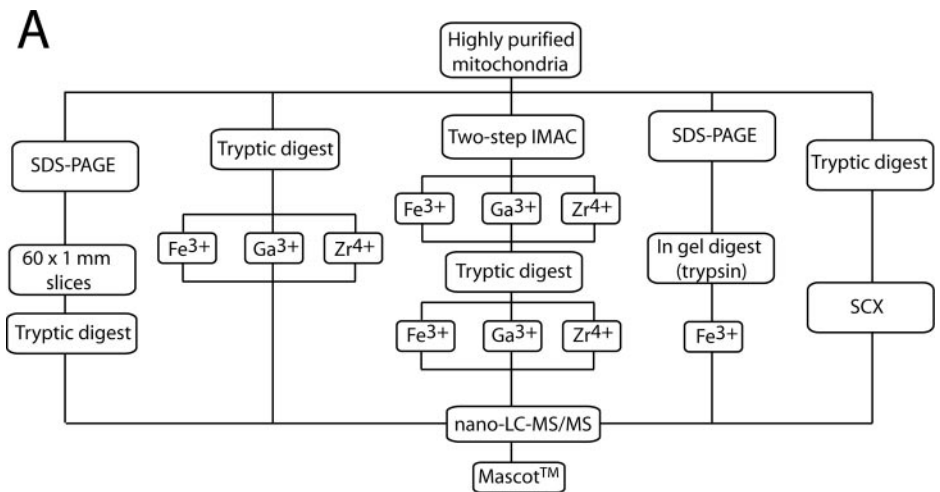 A
Highly purified
mitochondria
SDS-PAGE
60 x 1 mm
slices
Tryptic digest
Tryptic digest
Fe3+ Ga3+ Zr4+
Two-step IMAC
Fe3+ Ga3+ Zr4+
Tryptic digest
Fe3+ Ga3+ Zr4+
SDS-PAGE
In gel digest
(trypsin)
Fe3+
Tryptic digest
SCX
nano-LC-MS/MS
Mascot™